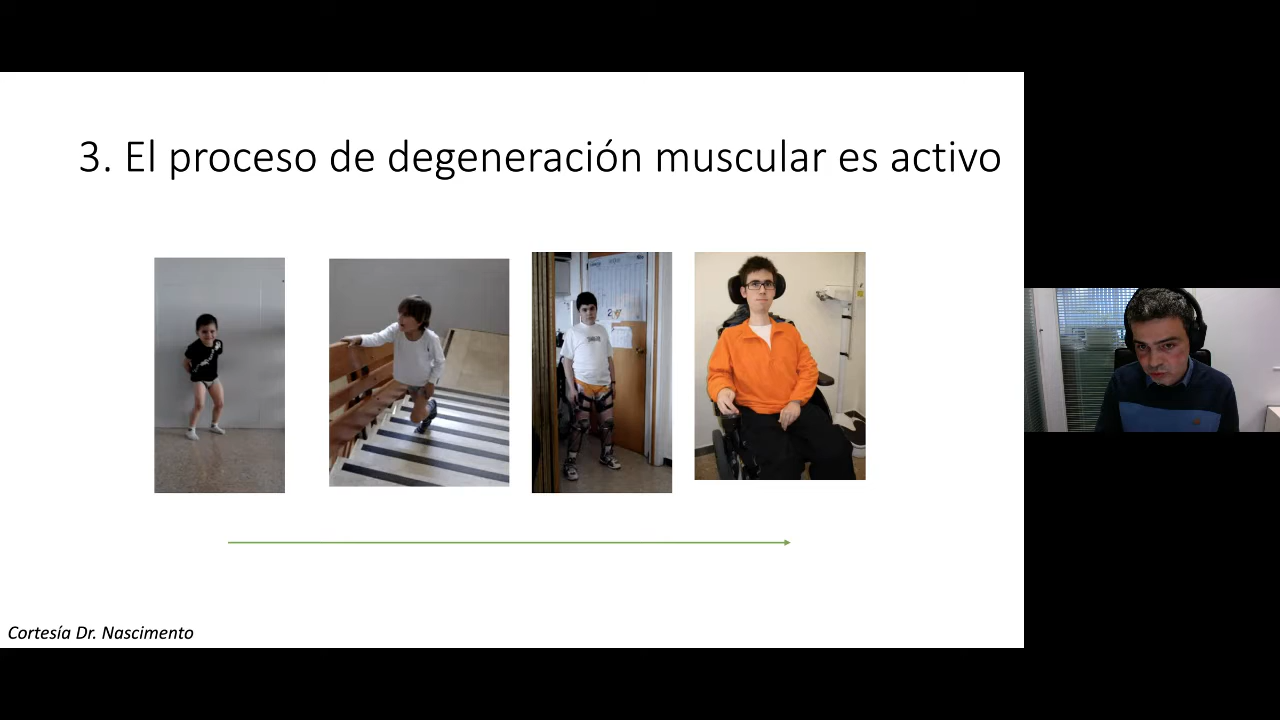 3. El proceso de degeneración muscular es activo
Cortesía Dr. Nascimento